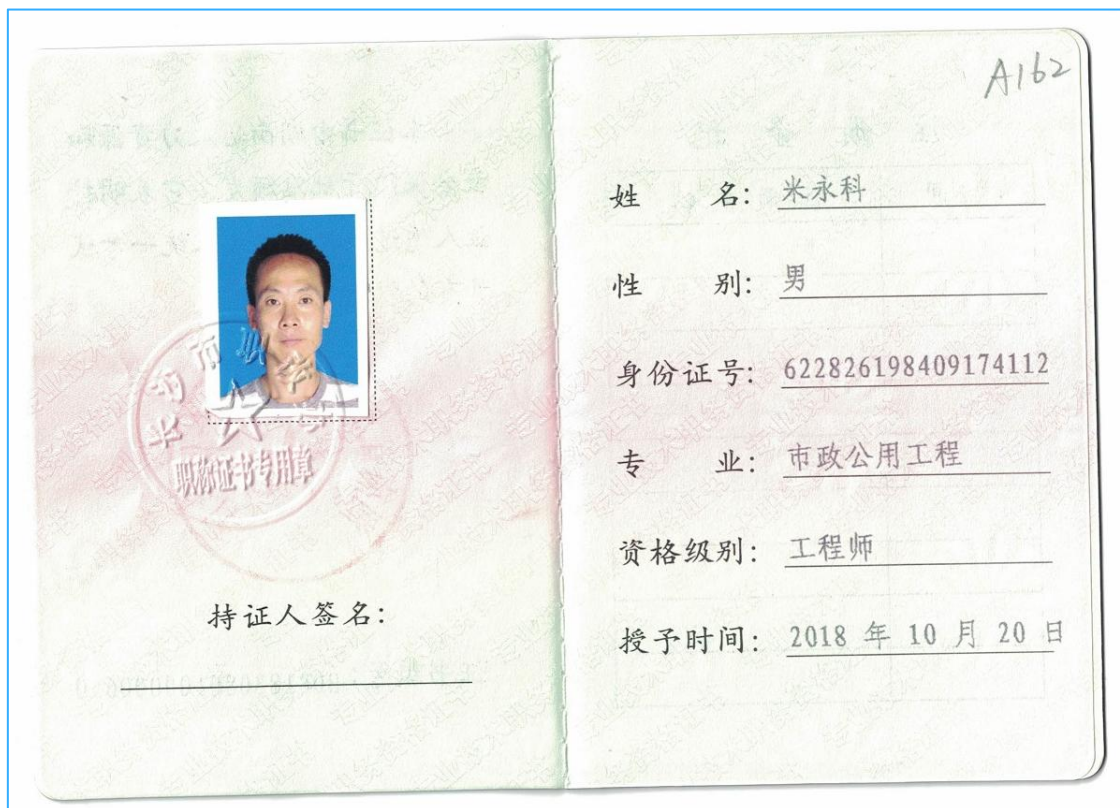 A162
姓 名: 米永科
性 别: 男
身份证号: 622826198409174112
专 业: 市政公用工程
资格级别: 工程师
授予时间: 2018 年 10 月 20 日
职称证书专用章
持证人签名: